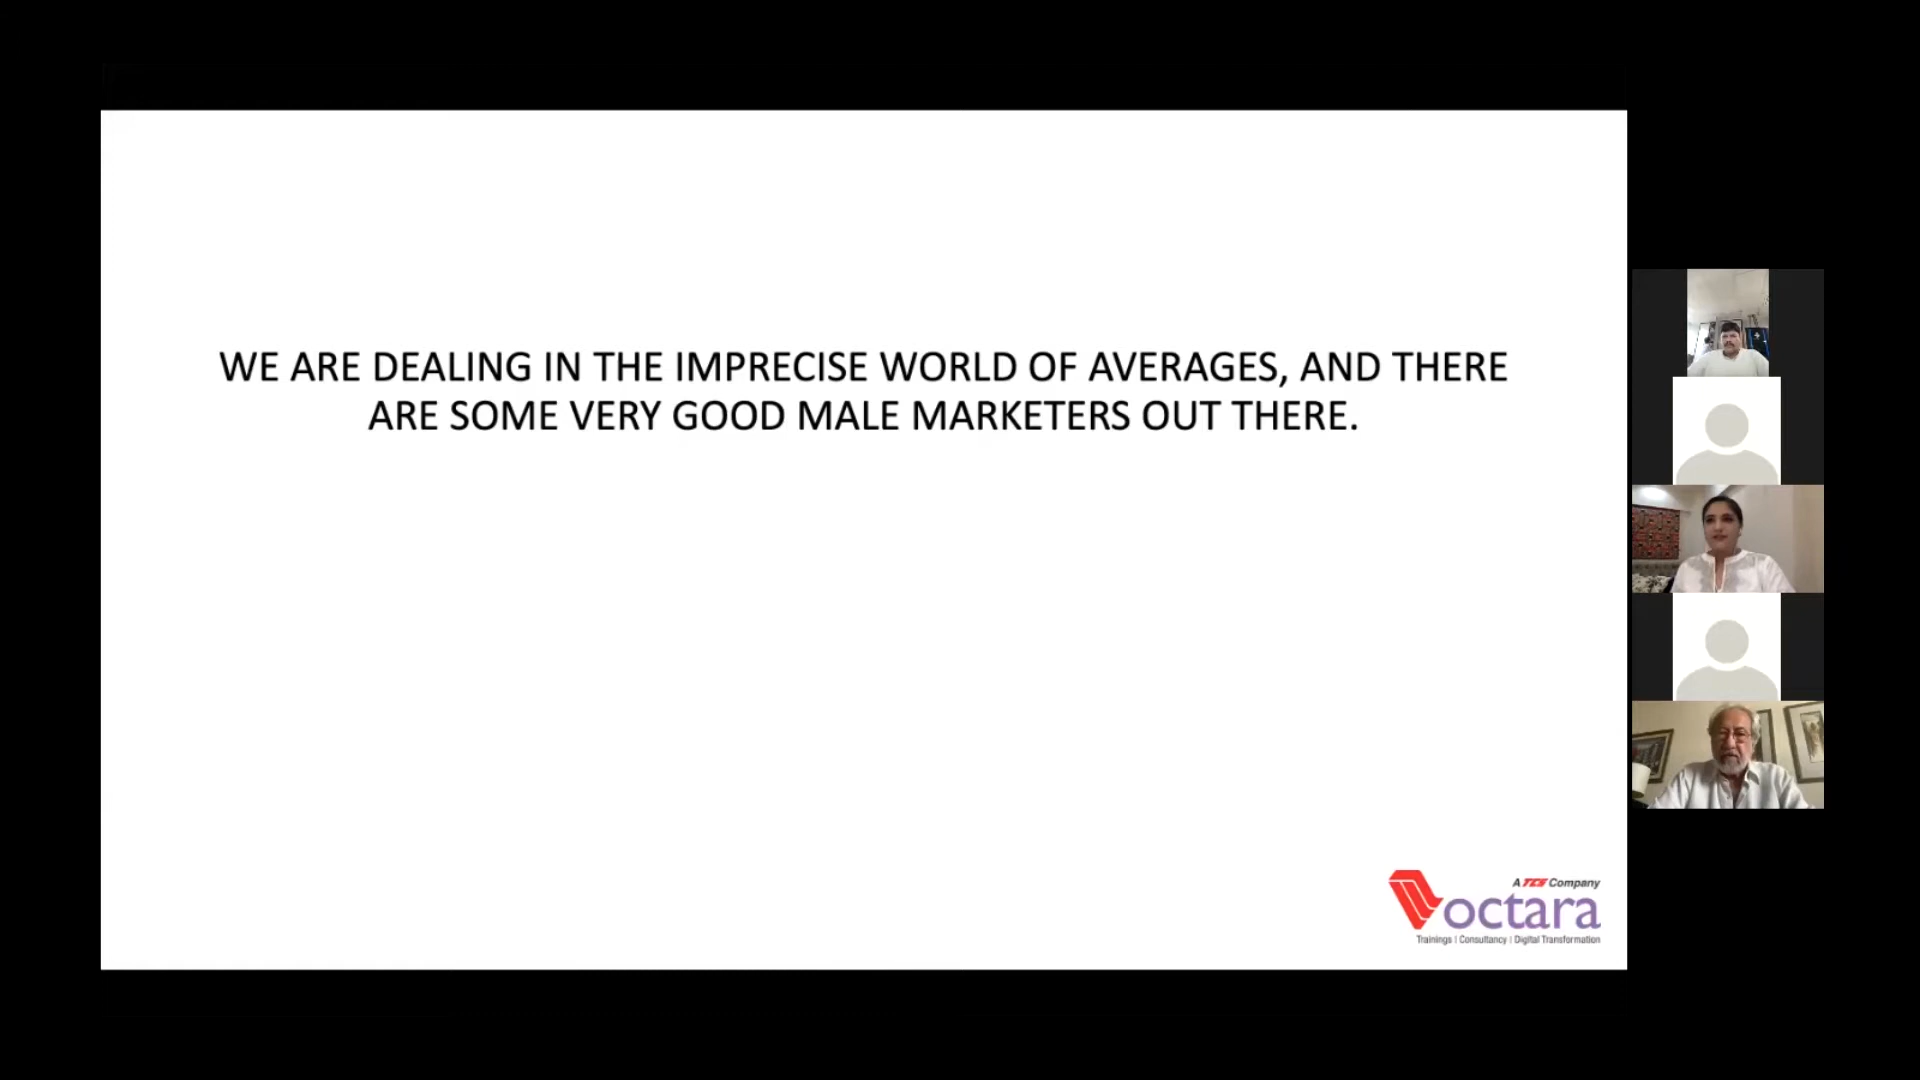 WE ARE DEALING IN THE IMPRECISE WORLD OF AVERAGES, AND THERE
ARE SOME VERY GOOD MALE MARKETERS OUT THERE.
A TCS Company
octara
Trainings | Consultancy | Digital Transformation